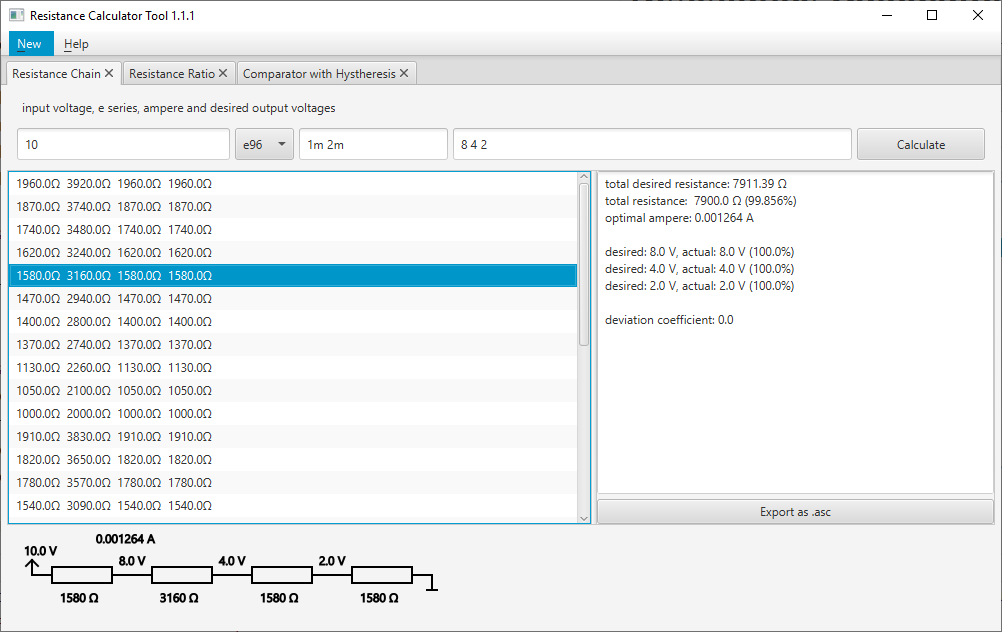 Resistance Calculator Tool 1.1.1
New Help
Resistance Chain Resistance Ratio Comparator with Hystheresis
input voltage, e series, ampere and desired output voltages
10 e96 1m 2m 8 4 2 Calculate
1960.0Ω 3920.0Ω 1960.0Ω 1960.0Ω
1870.0Ω 3740.0Ω 1870.0Ω 1870.0Ω
1740.0Ω 3480.0Ω 1740.0Ω 1740.0Ω
1620.0Ω 3240.0Ω 1620.0Ω 1620.0Ω
1580.0Ω 3160.0Ω 1580.0Ω 1580.0Ω
1470.0Ω 2940.0Ω 1470.0Ω 1470.0Ω
1400.0Ω 2800.0Ω 1400.0Ω 1400.0Ω
1370.0Ω 2740.0Ω 1370.0Ω 1370.0Ω
1130.0Ω 2260.0Ω 1130.0Ω 1130.0Ω
1050.0Ω 2100.0Ω 1050.0Ω 1050.0Ω
1000.0Ω 2000.0Ω 1000.0Ω 1000.0Ω
1910.0Ω 3830.0Ω 1910.0Ω 1910.0Ω
1820.0Ω 3650.0Ω 1820.0Ω 1820.0Ω
1780.0Ω 3570.0Ω 1780.0Ω 1780.0Ω
1540.0Ω 3090.0Ω 1540.0Ω 1540.0Ω
total desired resistance: 7911.39 Ω
total resistance: 7900.0 Ω (99.856%)
optimal ampere: 0.001264 A
desired: 8.0 V, actual: 8.0 V (100.0%)
desired: 4.0 V, actual: 4.0 V (100.0%)
desired: 2.0 V, actual: 2.0 V (100.0%)
deviation coefficient: 0.0
Export as .asc
0.001264 A
10.0 V 8.0 V 4.0 V 2.0 V
1580 Ω 3160 Ω 1580 Ω 1580 Ω